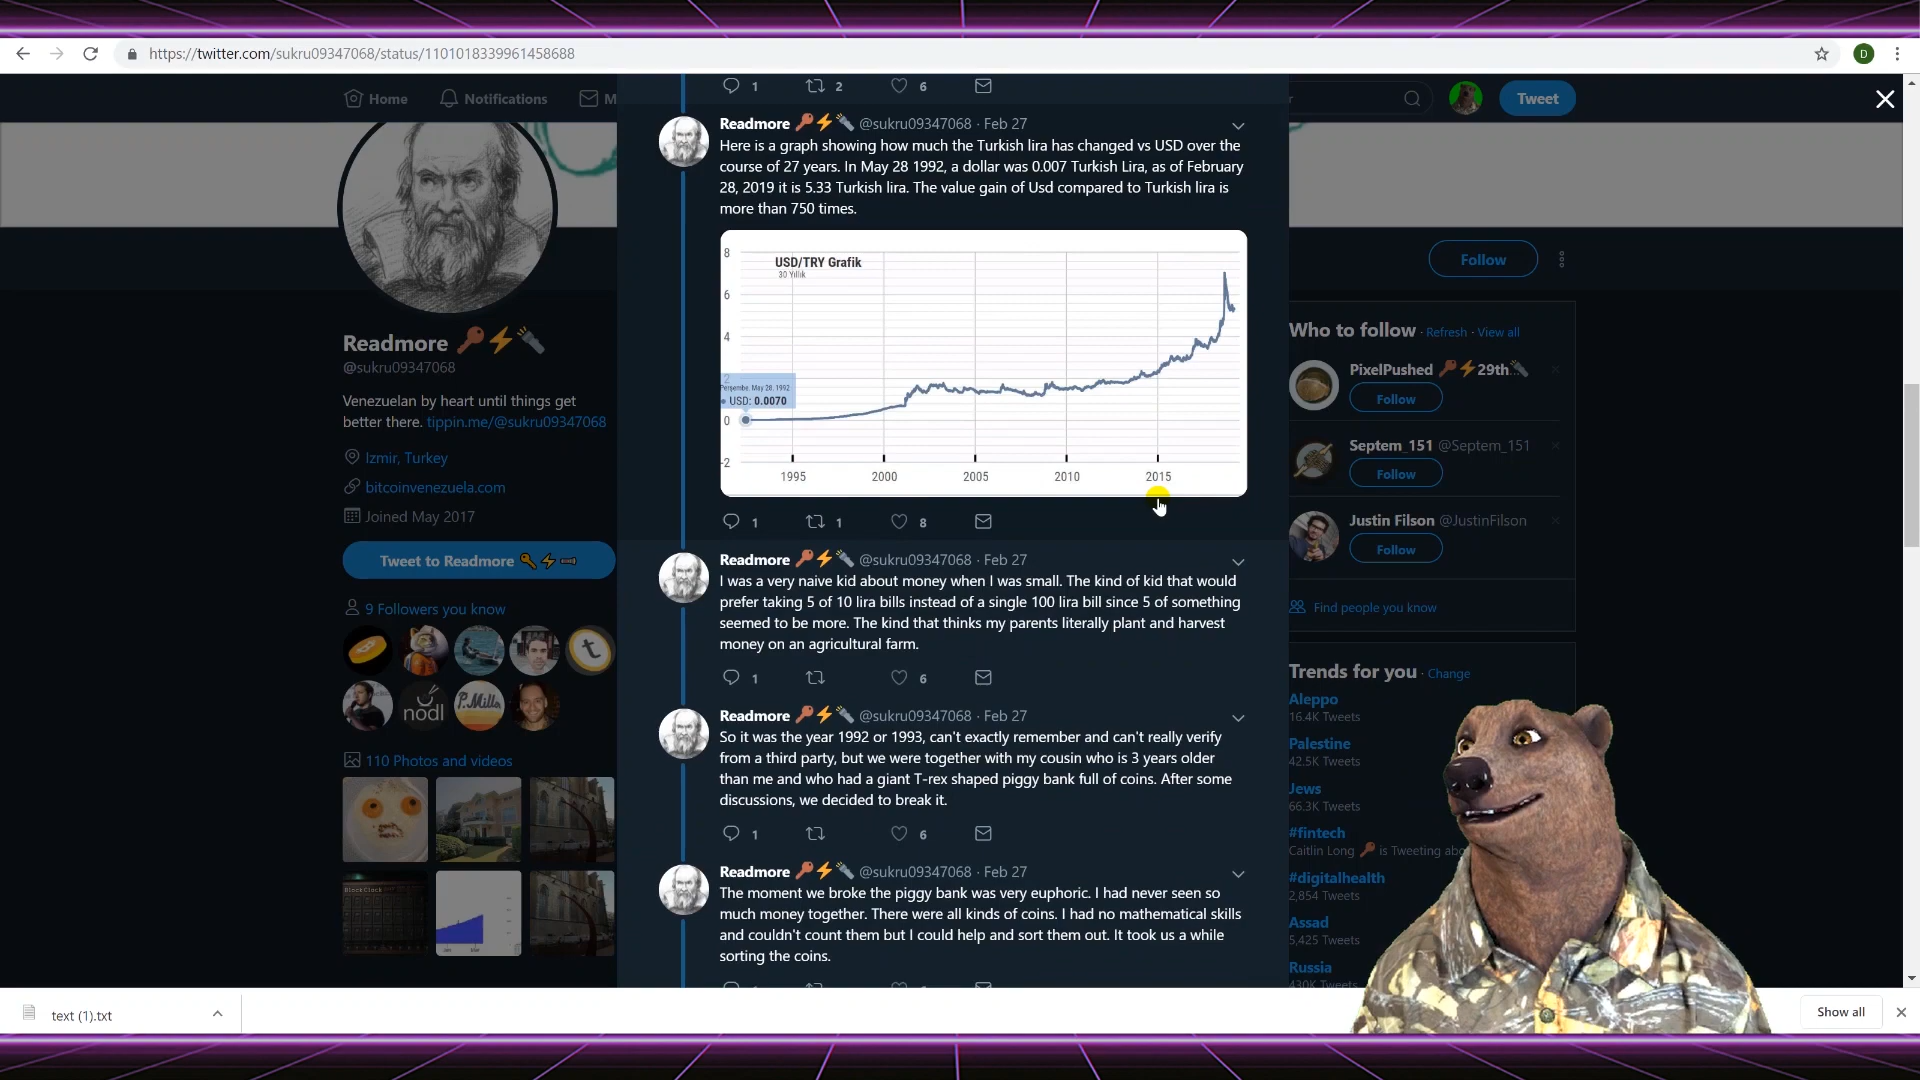 https://twitter.com/sukru09347068/status/1101018339961458688
D
Home
Notifications
M
r
Tweet
1 2 6
Readmore @sukru09347068 · Feb 27
Here is a graph showing how much the Turkish lira has changed vs USD over the
course of 27 years. In May 28 1992, a dollar was 0.007 Turkish Lira, as of February
28, 2019 it is 5.33 Turkish lira. The value gain of Usd compared to Turkish lira is
more than 750 times.
USD/TRY Grafik
30 Yıllık
8
6
4
2
0
-2
Perşembe, May 28, 1992
USD: 0.0070
1995 2000 2005 2010 2015
1 1 8
Readmore @sukru09347068 · Feb 27
I was a very naive kid about money when I was small. The kind of kid that would
prefer taking 5 of 10 lira bills instead of a single 100 lira bill since 5 of something
seemed to be more. The kind that thinks my parents literally plant and harvest
money on an agricultural farm.
1 6
Readmore @sukru09347068 · Feb 27
So it was the year 1992 or 1993, can't exactly remember and can't really verify
from a third party, but we were together with my cousin who is 3 years older
than me and who had a giant T-rex shaped piggy bank full of coins. After some
discussions, we decided to break it.
1 6
Readmore @sukru09347068 · Feb 27
The moment we broke the piggy bank was very euphoric. I had never seen so
much money together. There were all kinds of coins. I had no mathematical skills
and couldn't count them but I could help and sort them out. It took us a while
sorting the coins.
Readmore
@sukru09347068
Venezuelan by heart until things get
better there. tippin.me/@sukru09347068
Izmir, Turkey
bitcoinvenezuela.com
Joined May 2017
Tweet to Readmore
9 Followers you know
t
nodl
P.Mille
110 Photos and videos
BlockClock
Follow
Who to follow · Refresh · View all
PixelPushed 29th
Follow
Septem_151 @Septem_151
Follow
Justin Filson @JustinFilson
Follow
Find people you know
Trends for you · Change
Aleppo
16.4K Tweets
Palestine
42.5K Tweets
Jews
66.3K Tweets
#fintech
Caitlin Long is Tweeting abo
#digitalhealth
2,854 Tweets
Assad
5,425 Tweets
Russia
430K Tweets
text (1).txt
Show all